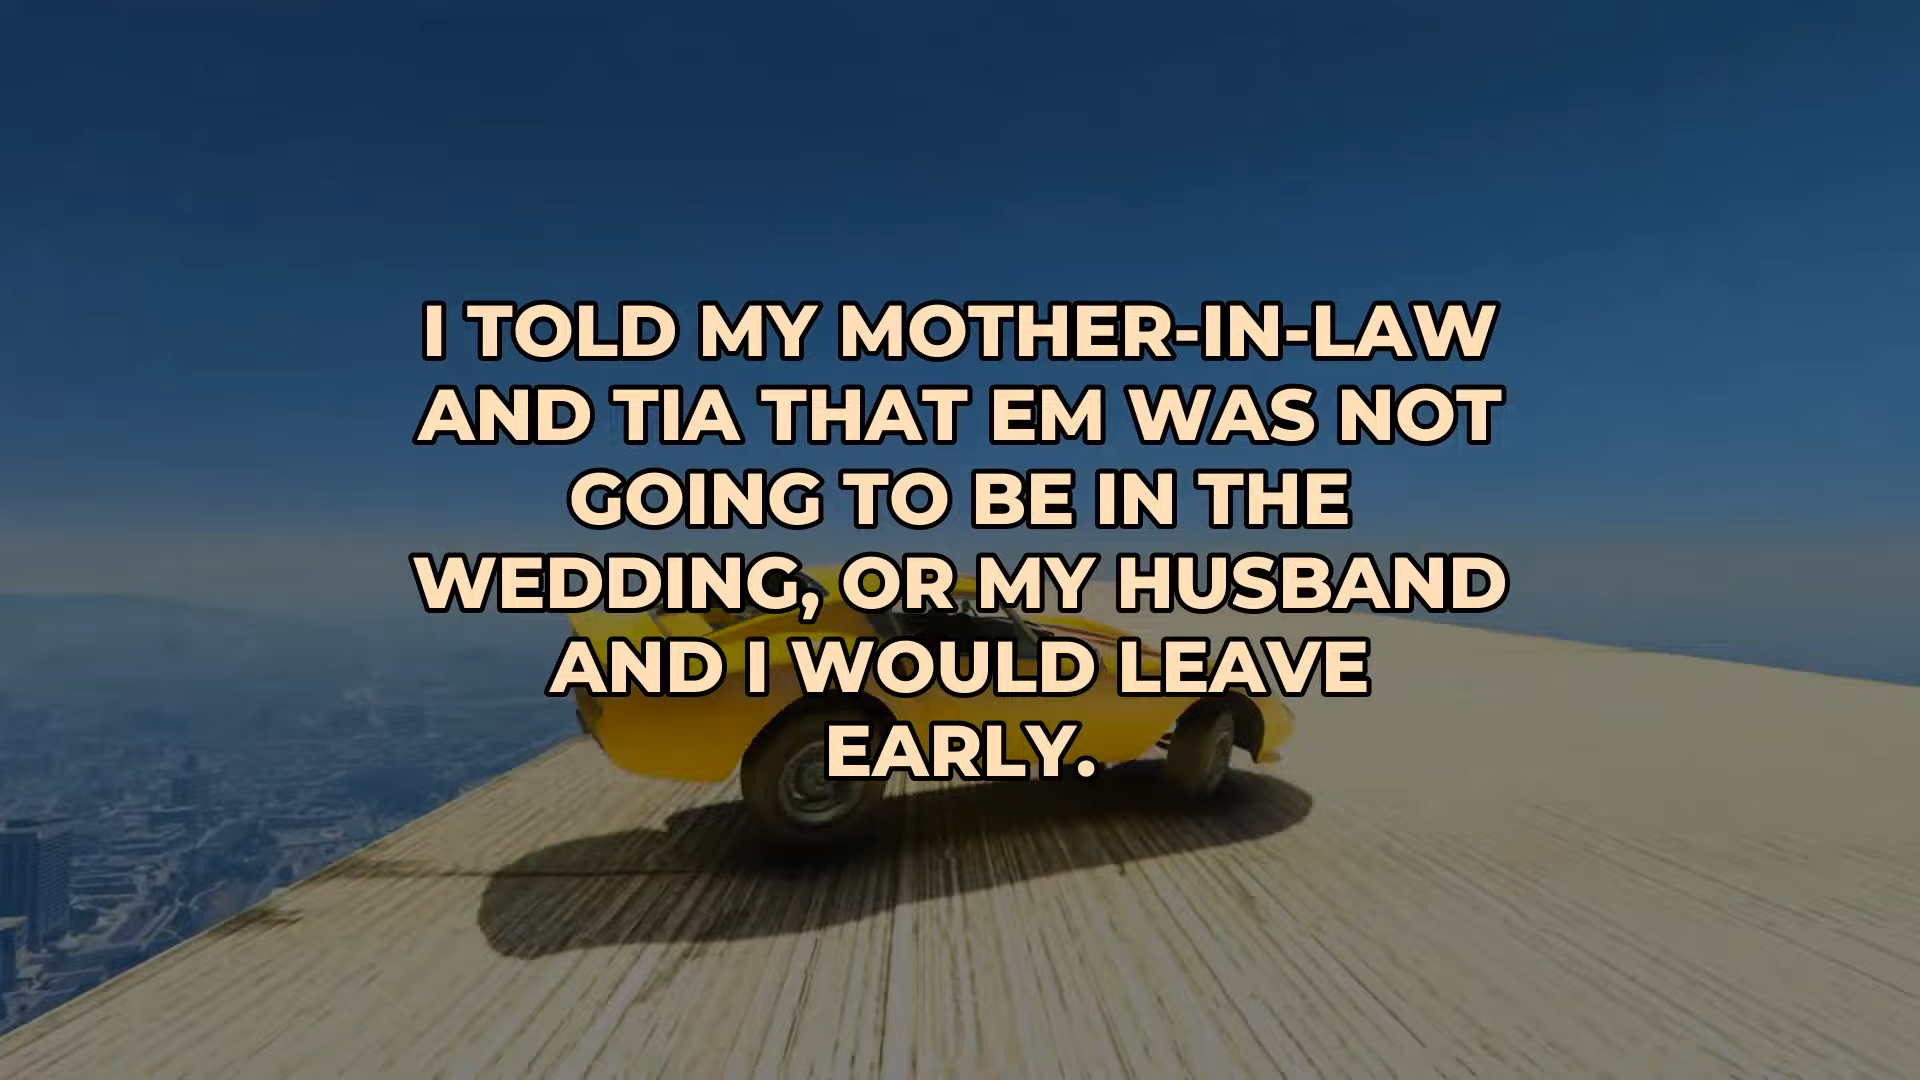 I TOLD MY MOTHER-IN-LAW
AND TIA THAT EM WAS NOT
GOING TO BE IN THE
WEDDING, OR MY HUSBAND
AND I WOULD LEAVE
EARLY.